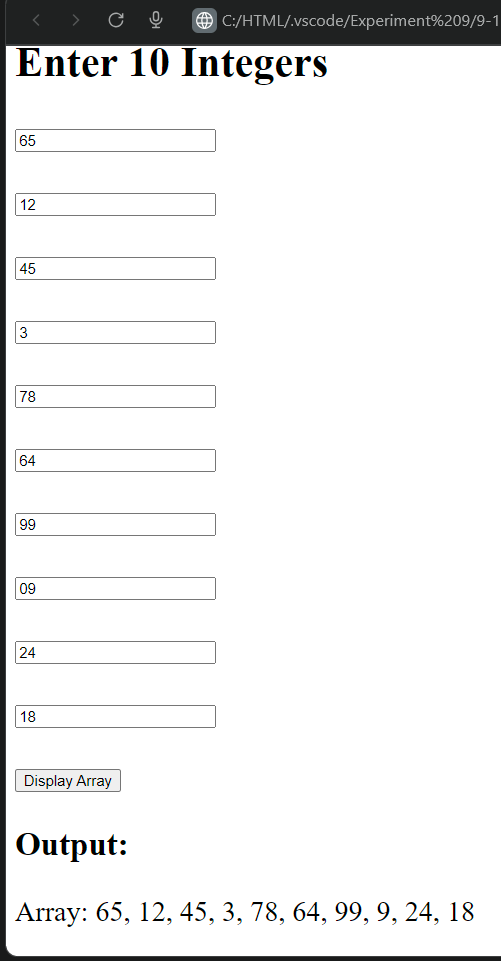 C:/HTML/.vscode/Experiment%209/9-1
Enter 10 Integers
65
12
45
3
78
64
99
09
24
18
Display Array
Output:
Array: 65, 12, 45, 3, 78, 64, 99, 9, 24, 18